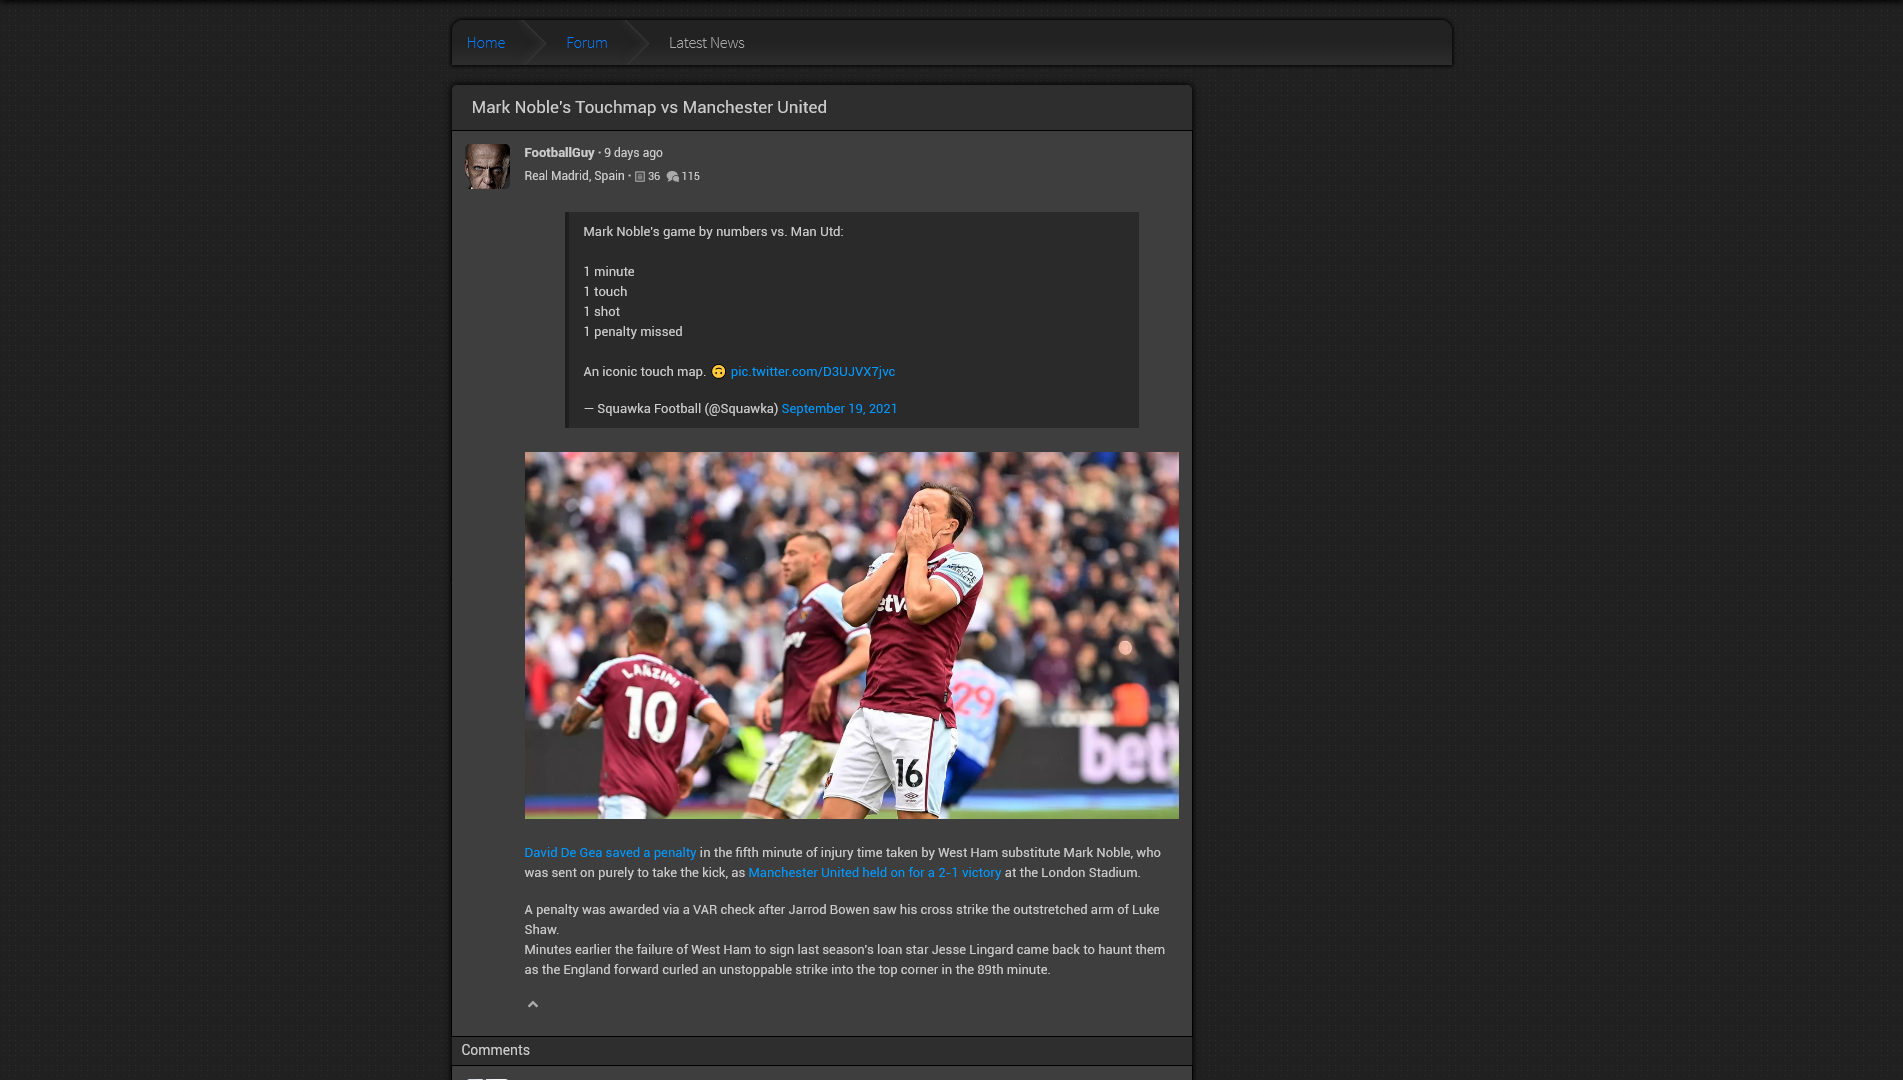 Home
Forum
Latest News
Mark Noble's Touchmap vs Manchester United
FootballGuy • 9 days ago
Real Madrid, Spain • 36 115
Mark Noble's game by numbers vs. Man Utd:
1 minute
1 touch
1 shot
1 penalty missed
An iconic touch map. 🙃 pic.twitter.com/D3UJVX7jvc
— Squawka Football (@Squawka) September 19, 2021
LANZINI
10
16
29
bet
David De Gea saved a penalty in the fifth minute of injury time taken by West Ham substitute Mark Noble, who
was sent on purely to take the kick, as Manchester United held on for a 2-1 victory at the London Stadium.
A penalty was awarded via a VAR check after Jarrod Bowen saw his cross strike the outstretched arm of Luke
Shaw.
Minutes earlier the failure of West Ham to sign last season's loan star Jesse Lingard came back to haunt them
as the England forward curled an unstoppable strike into the top corner in the 89th minute.
Comments